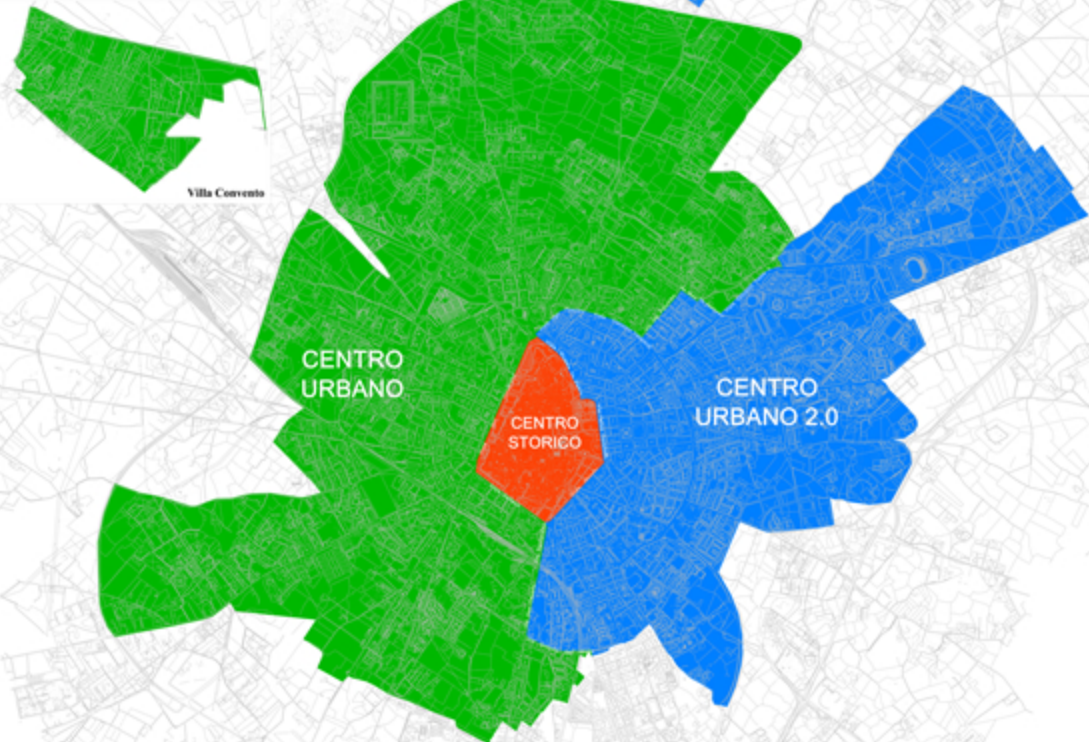 Villa Convento
CENTRO
URBANO
CENTRO
STORICO
CENTRO
URBANO 2.0